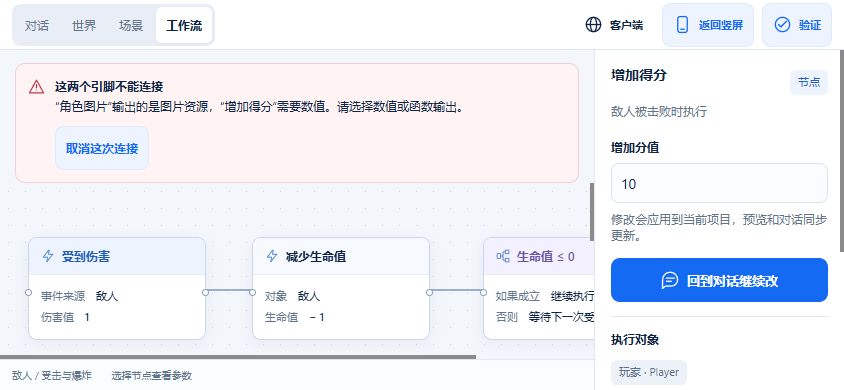 对话 世界 场景 工作流 客户端 返回竖屏 验证
这两个引脚不能连接
“角色图片”输出的是图片资源，“增加得分”需要数值。请选择数值或函数输出。
取消这次连接
受到伤害
事件来源 敌人
伤害值 1
减少生命值
对象 敌人
生命值 −1
生命值 ≤ 0
如果成立 继续执行
否则 等待下一次受
敌人 / 受击与爆炸 选择节点查看参数
增加得分 节点
敌人被击败时执行
增加分值
10
修改会应用到当前项目，预览和对话同步
更新。
回到对话继续改
执行对象
玩家 · Player